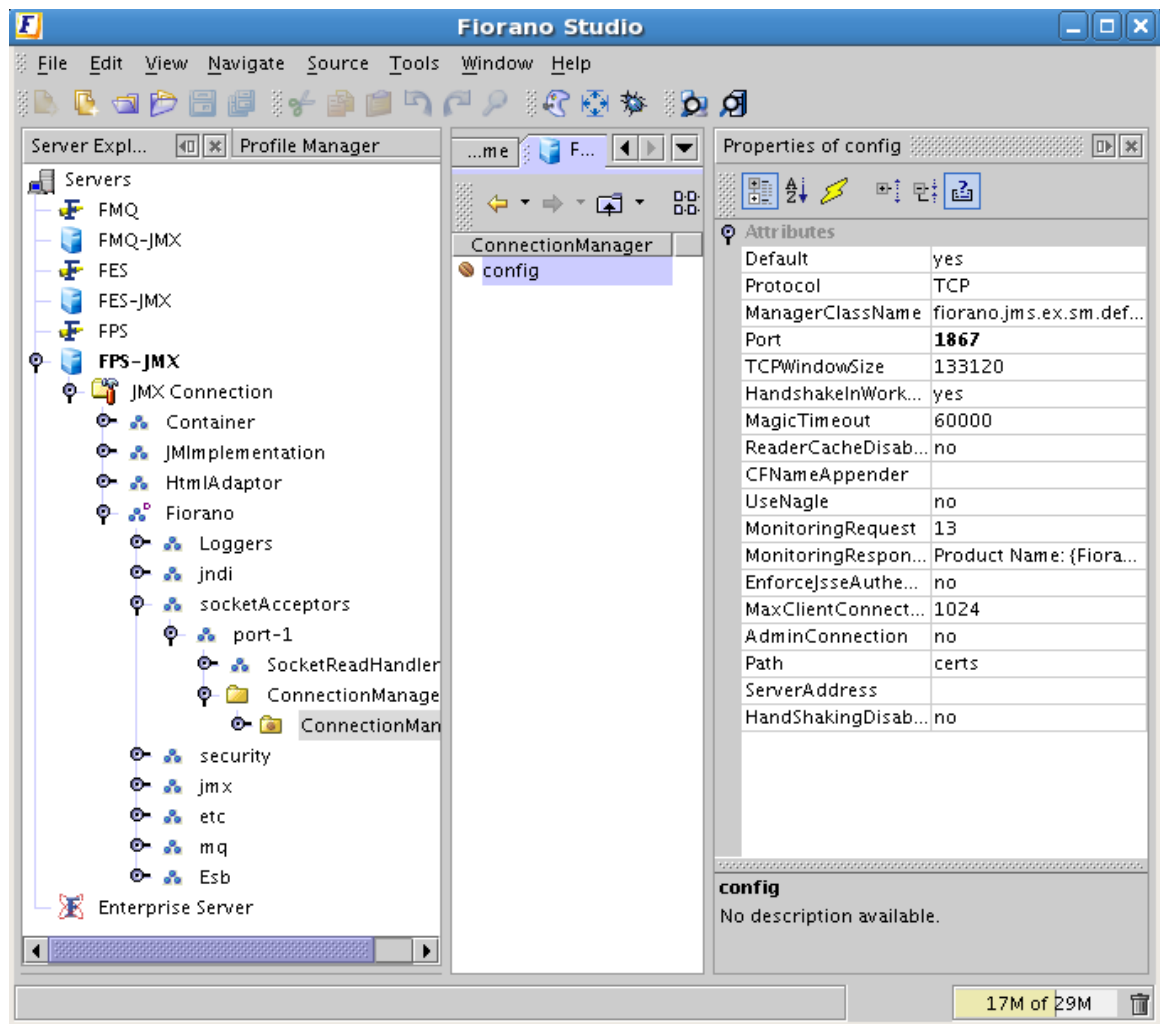 Fiorano Studio
File Edit View Navigate Source Tools Window Help
Server Expl...
Profile Manager
Servers
FMQ
FMQ-JMX
FES
FES-JMX
FPS
FPS-JMX
JMX Connection
Container
JMImplementation
HtmlAdaptor
Fiorano
Loggers
jndi
socketAcceptors
port-1
SocketReadHandler
ConnectionManage
ConnectionMan
security
jmx
etc
mq
Esb
Enterprise Server
...me
F...
ConnectionManager
config
Properties of config
Attributes
Default yes
Protocol TCP
ManagerClassName fiorano.jms.ex.sm.def...
Port 1867
TCPWindowSize 133120
HandshakeInWork... yes
MagicTimeout 60000
ReaderCacheDisab... no
CFNameAppender
UseNagle no
MonitoringRequest 13
MonitoringRespon... Product Name: {Fiora...
EnforceJsseAuthe... no
MaxClientConnect... 1024
AdminConnection no
Path certs
ServerAddress
HandShakingDisab... no
config
No description available.
17M of 29M